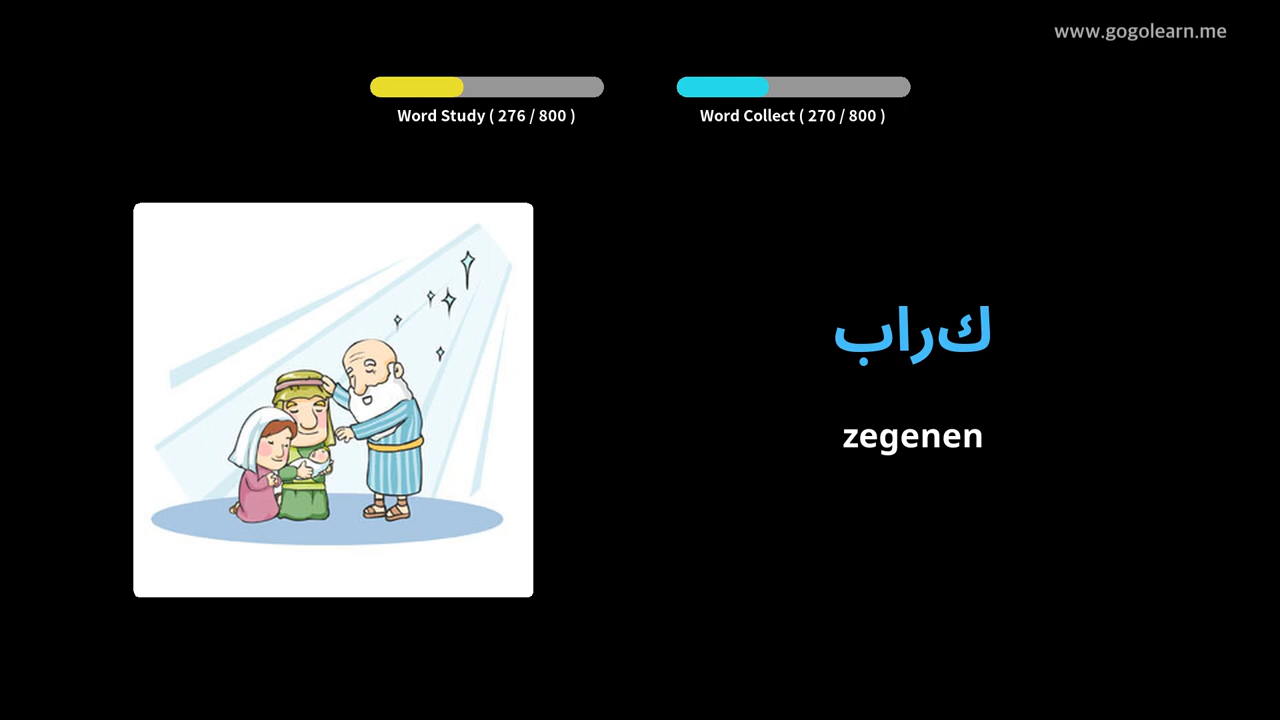 www.gogolearn.me
Word Study ( 276 / 800 )
Word Collect ( 270 / 800 )
كراب
zegenen